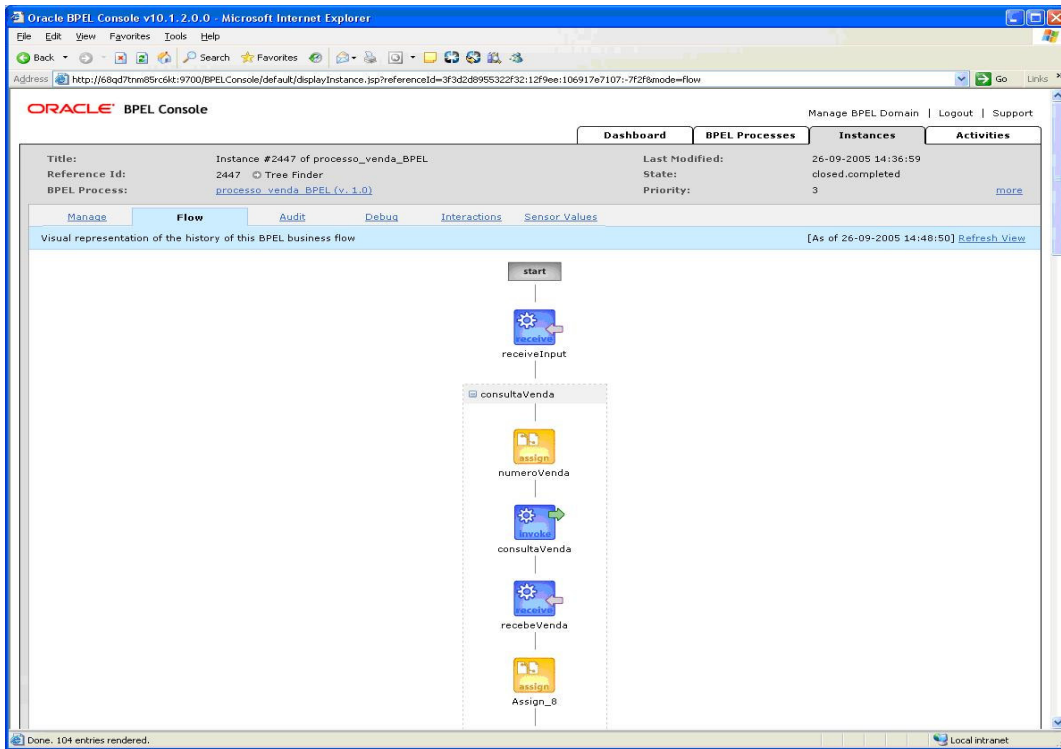 Oracle BPEL Console v10.1.2.0.0 - Microsoft Internet Explorer
File Edit View Favorites Tools Help
Back Search Favorites
Address http://68qd7tnm85rc6kt:9700/BPELConsole/default/displayInstance.jsp?referenceId=3f3d2d8955322f32:12f9ee:106917e7107:-7f2f&mode=flow Go Links
ORACLE BPEL Console
Manage BPEL Domain | Logout | Support
Dashboard BPEL Processes Instances Activities
Title: Instance #2447 of processo_venda_BPEL Last Modified: 26-09-2005 14:36:59
Reference Id: 2447 Tree Finder State: closed.completed
BPEL Process: processo_venda_BPEL (v. 1.0) Priority: 3 more
Manage Flow Audit Debug Interactions Sensor Values
Visual representation of the history of this BPEL business flow [As of 26-09-2005 14:48:50] Refresh View
start
receive
receiveInput
consultaVenda
assign
numeroVenda
invoke
consultaVenda
receive
recebeVenda
assign
Assign_8
Done. 104 entries rendered. Local intranet